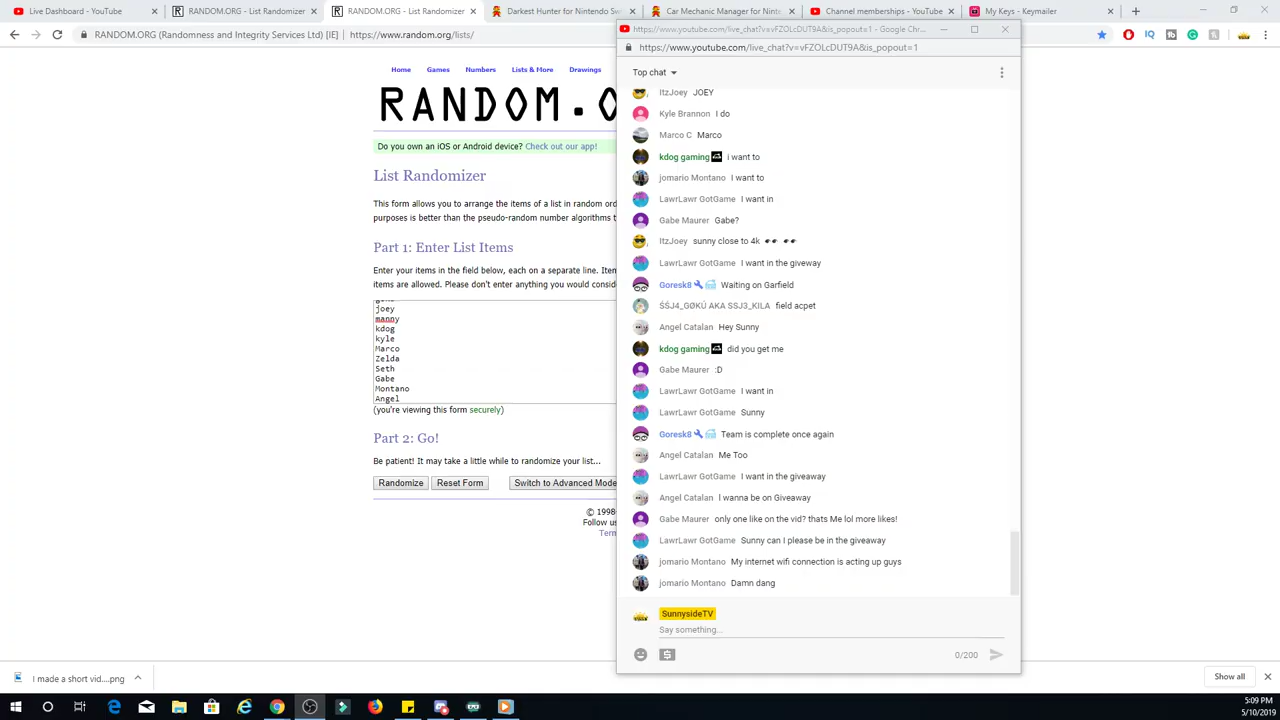 Live Dashboard - YouTube
RANDOM.ORG - List Randomizer
RANDOM.ORG - List Randomizer
Darkest Hunter for Nintendo Sw
Car Mechanic Manager for Ninten
Channel memberships - YouTube
My Keys - Keymailer
RANDOM.ORG (Randomness and Integrity Services Ltd) [IE]
https://www.random.org/lists/
Home
Games
Numbers
Lists & More
Drawings
RANDOM.O
Do you own an iOS or Android device? Check out our app!
List Randomizer
This form allows you to arrange the items of a list in random ord
purposes is better than the pseudo-random number algorithms t
Part 1: Enter List Items
Enter your items in the field below, each on a separate line. Iten
items are allowed. Please don't enter anything you would conside
joey
manny
kdog
kyle
Marco
Zelda
Seth
Gabe
Montano
Angel
(you're viewing this form securely)
Part 2: Go!
Be patient! It may take a little while to randomize your list...
Randomize
Reset Form
Switch to Advanced Mode
© 1998
Follow us
Term
https://www.youtube.com/live_chat?v=vFZOLcDUT9A&is_popout=1 - Google Chr...
https://www.youtube.com/live_chat?v=vFZOLcDUT9A&is_popout=1
Top chat
ItzJoey JOEY
Kyle Brannon I do
Marco C Marco
kdog gaming i want to
jomario Montano I want to
LawrLawr GotGame I want in
Gabe Maurer Gabe?
ItzJoey sunny close to 4k
LawrLawr GotGame I want in the giveway
Goresk8 Waiting on Garfield
ŚŚJ4_GØKÚ AKA SSJ3_KILA field acpet
Angel Catalan Hey Sunny
kdog gaming did you get me
Gabe Maurer :D
LawrLawr GotGame I want in
LawrLawr GotGame Sunny
Goresk8 Team is complete once again
Angel Catalan Me Too
LawrLawr GotGame I want in the giveaway
Angel Catalan I wanna be on Giveaway
Gabe Maurer only one like on the vid? thats Me lol more likes!
LawrLawr GotGame Sunny can I please be in the giveaway
jomario Montano My internet wifi connection is acting up guys
jomario Montano Damn dang
SunnysideTV
Say something...
0/200
I made a short vid....png
Show all
5:09 PM
5/10/2019